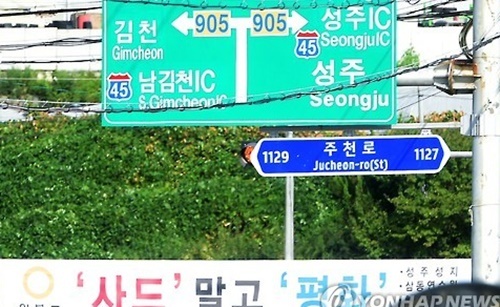 김천
Gimcheon
905
905
성주IC
SeongjuIC
45
45
남김천IC
S.GimcheonIC
성주
Seongju
주천로
1129
Jucheon-ro(St)
1127
'사드' 말고 '평화'
성주성지
YONHAPNEWS